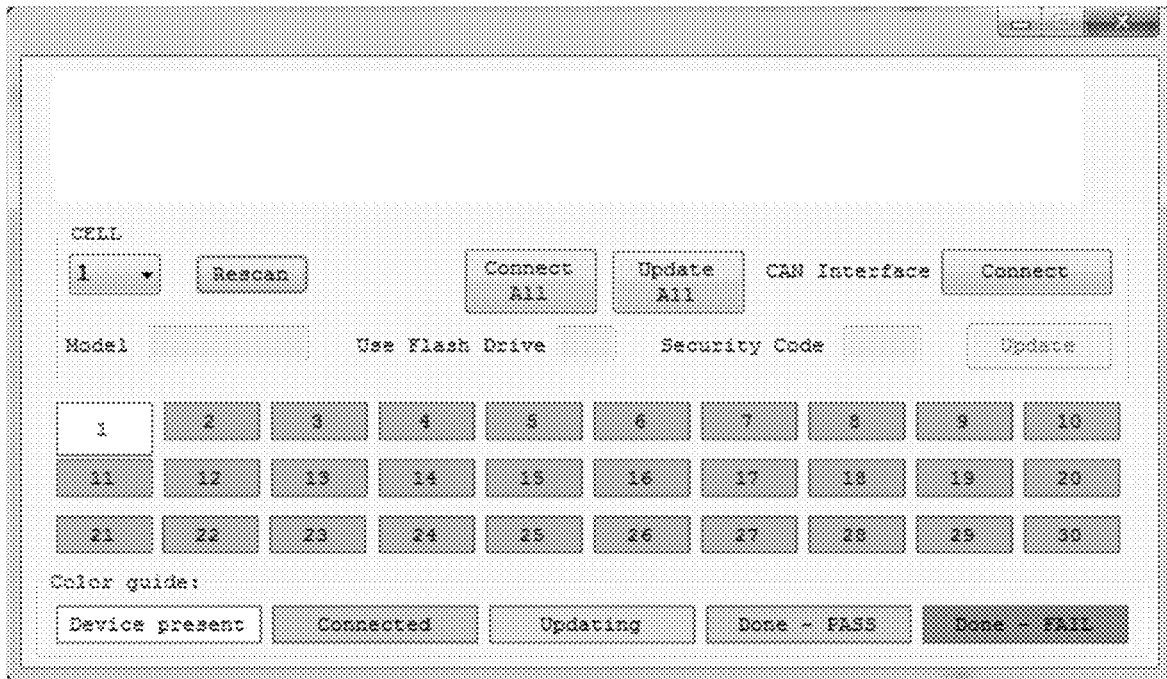 X
CELL
1 Rescan Connect All Update All CAN Interface Connect
Model Use Flash Drive Security Code Update
1 2 3 4 5 6 7 8 9 10
11 12 13 14 15 16 17 18 19 20
21 22 23 24 25 26 27 28 29 30
Color guide:
Device present Connected Updating Done - PASS Done - FAIL